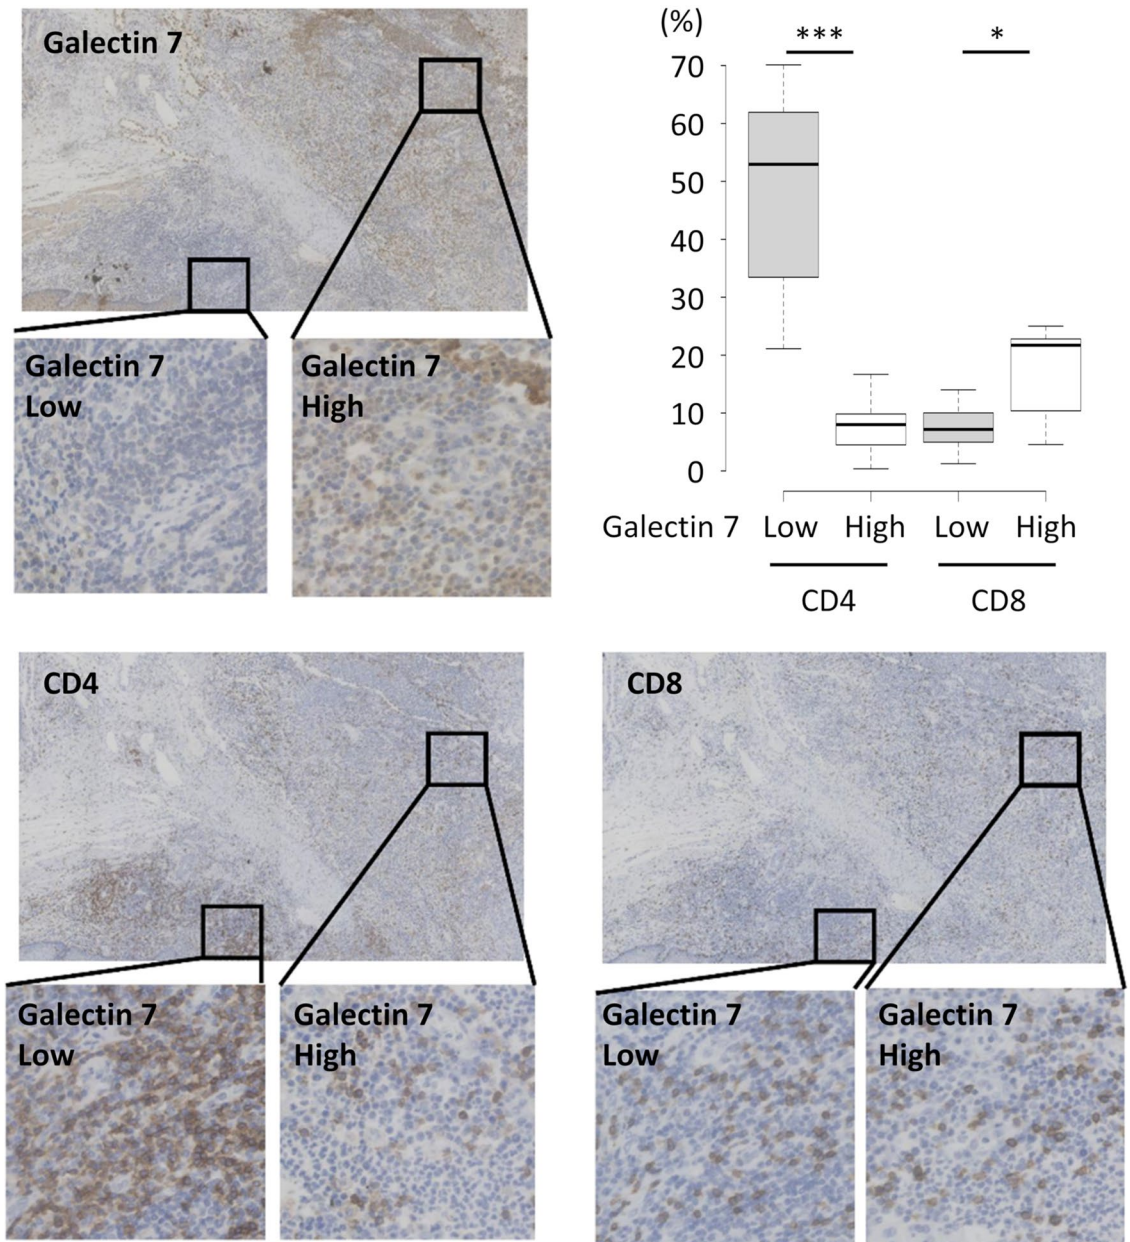 Galectin 7
Galectin 7
Low
Galectin 7
High
(%)
*** *
70
60
50
40
30
20
10
0
Galectin 7 Low High Low High
CD4 CD8
CD4
Galectin 7
Low
Galectin 7
High
CD8
Galectin 7
Low
Galectin 7
High